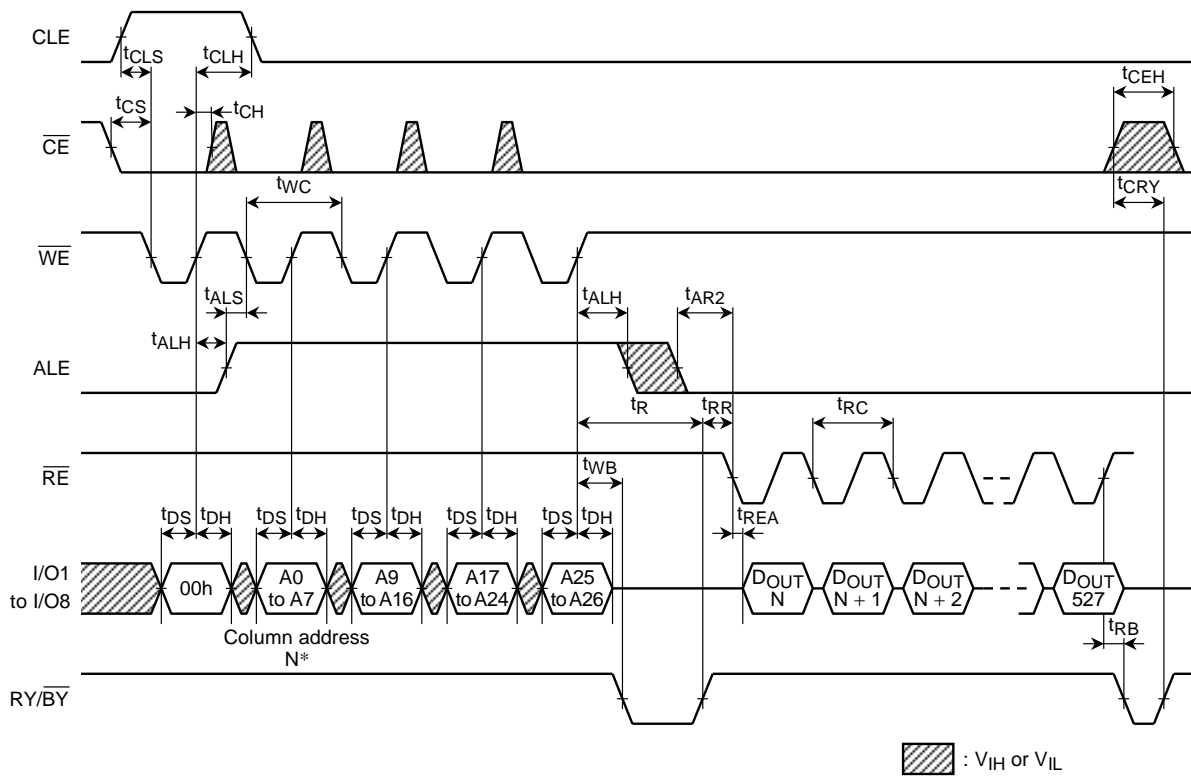 CLE
tCLS
tCLH
tCEH
tCS
tCH
CE
tWC
tCRY
WE
tALS
tALH
tAR2
tALH
ALE
tR
tRR
tRC
RE
tWB
tDS tDH tDS tDH tDS tDH tDS tDH tDS tDH
tREA
I/O1
to I/O8
00h
A0
to A7
A9
to A16
A17
to A24
A25
to A26
DOUT
N
DOUT
N + 1
DOUT
N + 2
DOUT
527
Column address
N*
tRB
RY/BY
: VIH or VIL